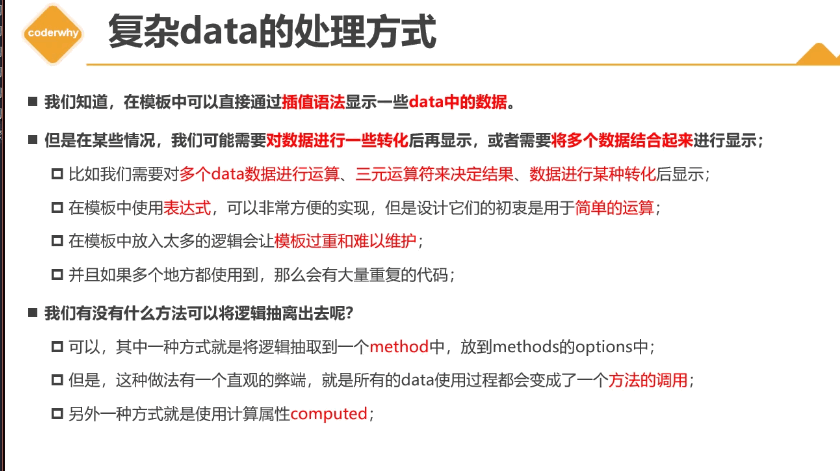 coderwhy
复杂data的处理方式
我们知道，在模板中可以直接通过插值语法显示一些data中的数据。
但是在某些情况，我们可能需要对数据进行一些转化后再显示，或者需要将多个数据结合起来进行显示；
比如我们需要对多个data数据进行运算、三元运算符来决定结果、数据进行某种转化后显示；
在模板中使用表达式，可以非常方便的实现，但是设计它们的初衷是用于简单的运算；
在模板中放入太多的逻辑会让模板过重和难以维护；
并且如果多个地方都使用到，那么会有大量重复的代码；
我们有没有什么方法可以将逻辑抽离出去呢？
可以，其中一种方式就是将逻辑抽取到一个method中，放到methods的options中；
但是，这种做法有一个直观的弊端，就是所有的data使用过程都会变成了一个方法的调用；
另外一种方式就是使用计算属性computed；